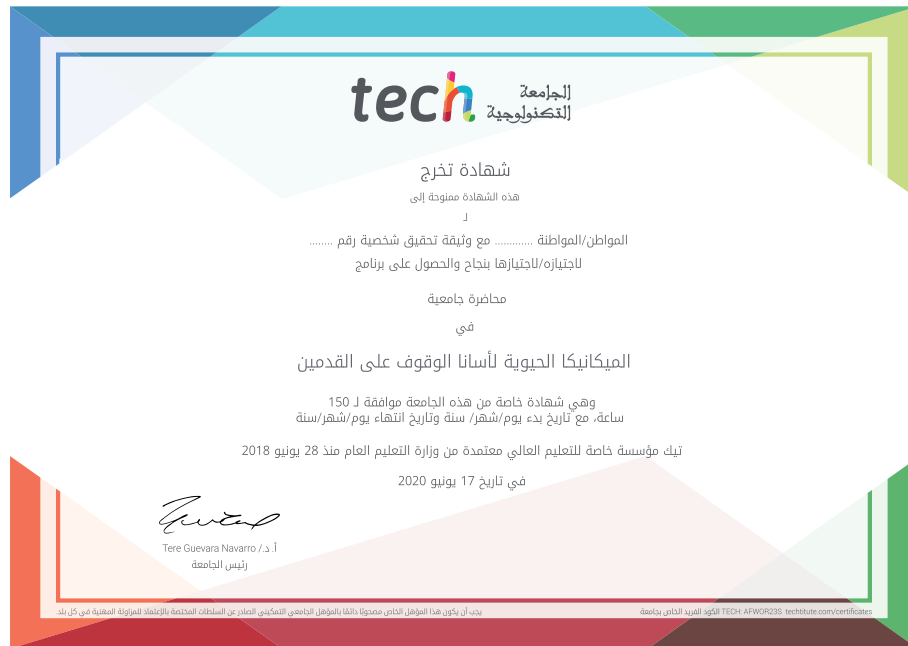 tech
الجامعة
التكنولوجية
شهادة تخرج
هذه الشهادة ممنوحة إلى
لـ
المواطن/المواطنة ............ مع وثيقة تحقيق شخصية رقم ........
لاجتيازه/لاجتيازها بنجاح والحصول على برنامج
محاضرة جامعية
في
الميكانيكا الحيوية لأسانا الوقوف على القدمين
وهي شهادة خاصة من هذه الجامعة موافقة لـ 150
ساعة، مع تاريخ بدء يوم/شهر/ سنة وتاريخ انتهاء يوم/شهر/سنة
تيك مؤسسة خاصة للتعليم العالي معتمدة من وزارة التعليم العام منذ 28 يونيو 2018
في تاريخ 17 يونيو 2020
أ. د./ Tere Guevara Navarro
رئيس الجامعة
يجب أن يكون هذا المؤهل الخاص مصحوبًا دائمًا بالمؤهل الجامعي التمكيني الصادر عن السلطات المختصة بالإعتماد للمزاولة المهنية في كل بلد.
الكود الفريد الخاص بجامعة TECH: AFWOR23S techtitute.com/certificates